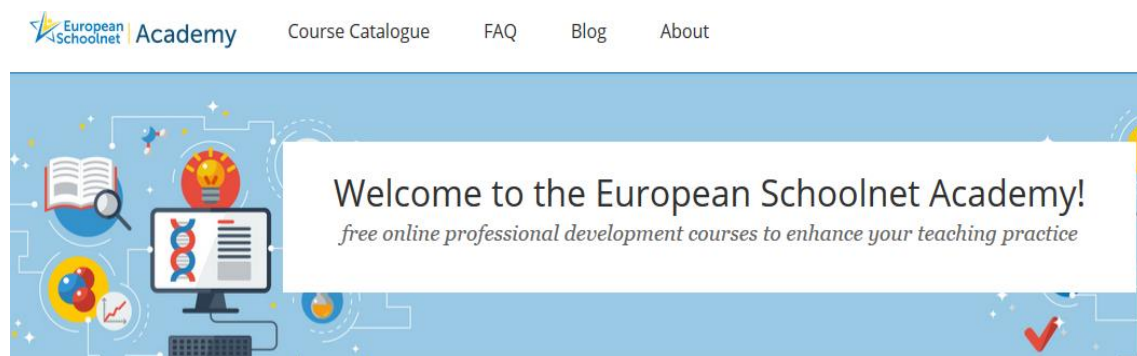 European Schoolnet Academy
Course Catalogue FAQ Blog About
Welcome to the European Schoolnet Academy!
free online professional development courses to enhance your teaching practice